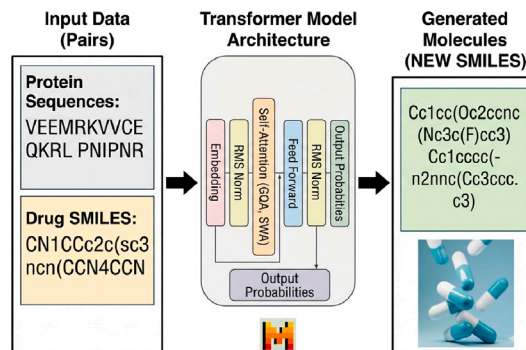 Input Data
(Pairs)
Protein
Sequences:
VEEMRKVVCE
QKRL PNIPNR
Drug SMILES:
CN1CCc2c(sc3
ncn(CCN4CCN
Transformer Model
Architecture
Embedding
RMS Norm
Self-Attention (GQA, SWA)
Feed Forward
RMS Norm
Output Probabities
Output
Probabilities
Generated
Molecules
(NEW SMILES)
Cc1cc(Oc2ccnc
(Nc3c(F)cc3)
Cc1cccc(-
n2nnc(Cc3ccc.
c3)